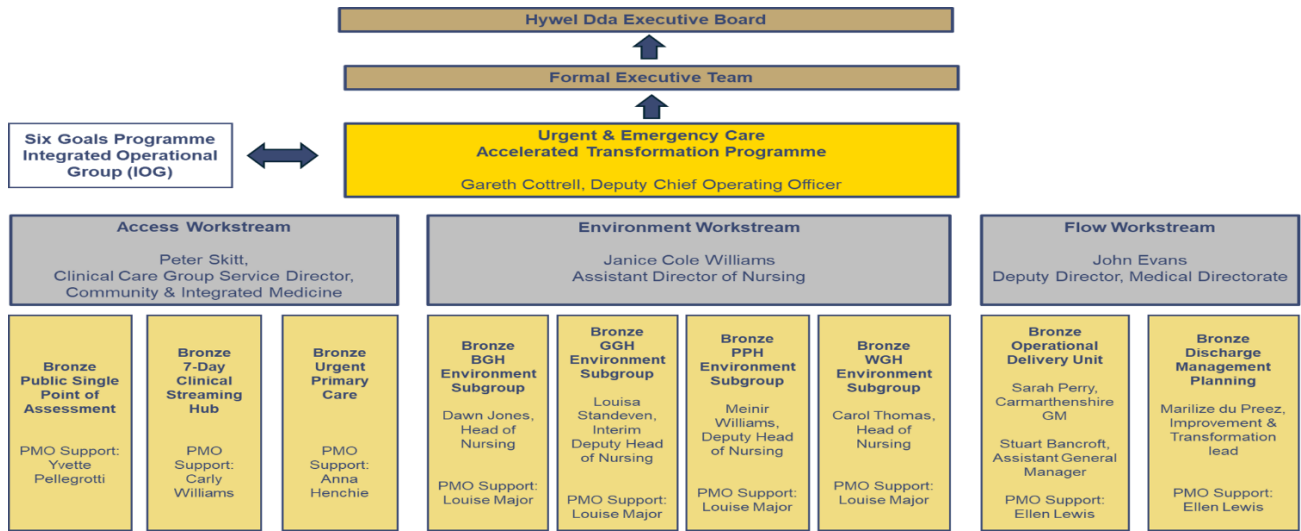 Hywel Dda Executive Board
Formal Executive Team
Six Goals Programme
Integrated Operational
Group (IOG)
Urgent & Emergency Care
Accelerated Transformation Programme
Gareth Cottrell, Deputy Chief Operating Officer
Access Workstream
Peter Skitt,
Clinical Care Group Service Director,
Community & Integrated Medicine
Environment Workstream
Janice Cole Williams
Assistant Director of Nursing
Flow Workstream
John Evans
Deputy Director, Medical Directorate
Bronze
Public Single
Point of
Assessment
PMO Support:
Yvette
Pellegrotti
Bronze
7-Day
Clinical
Streaming
Hub
PMO
Support:
Carly
Williams
Bronze
Urgent
Primary
Care
PMO
Support:
Anna
Henchie
Bronze
BGH
Environment
Subgroup
Dawn Jones,
Head of
Nursing
PMO Support:
Louise Major
Bronze
GGH
Environment
Subgroup
Louisa
Standeven,
Interim
Deputy Head
of Nursing
PMO Support:
Louise Major
Bronze
PPH
Environment
Subgroup
Meinir
Williams,
Deputy Head
of Nursing
PMO Support:
Louise Major
Bronze
WGH
Environment
Subgroup
Carol Thomas,
Head of
Nursing
PMO Support:
Louise Major
Bronze
Operational
Delivery Unit
Sarah Perry,
Carmarthenshire
GM
Stuart Bancroft,
Assistant General
Manager
PMO Support:
Ellen Lewis
Bronze
Discharge
Management
Planning
Marilize du Preez,
Improvement &
Transformation
lead
PMO Support:
Ellen Lewis